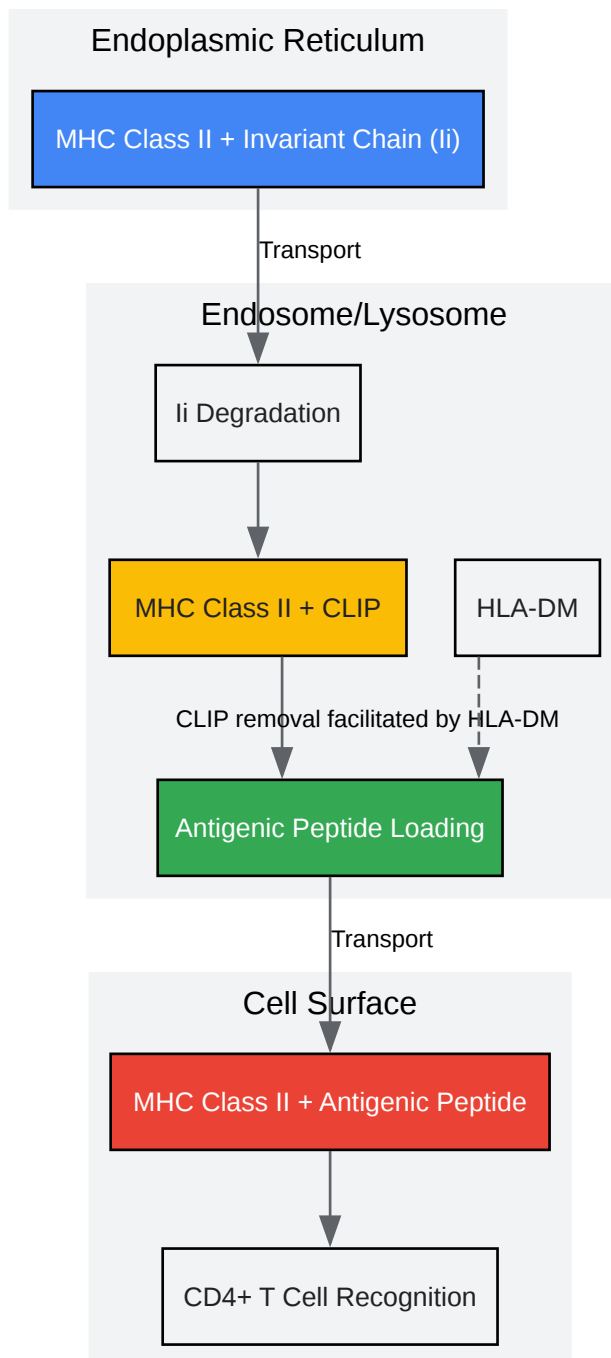 Endoplasmic Reticulum
MHC Class II + Invariant Chain (Ii)
Transport
Endosome/Lysosome
Ii Degradation
MHC Class II + CLIP
HLA-DM
CLIP removal facilitated by HLA-DM
Antigenic Peptide Loading
Transport
Cell Surface
MHC Class II + Antigenic Peptide
CD4+ T Cell Recognition